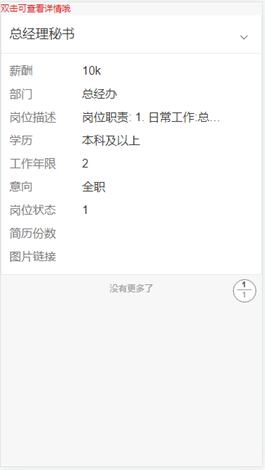 双击可查看详情哦
总经理秘书
薪酬 10k
部门 总经办
岗位描述 岗位职责: 1. 日常工作:总...
学历 本科及以上
工作年限 2
意向 全职
岗位状态 1
简历份数
图片链接
没有更多了
1
1